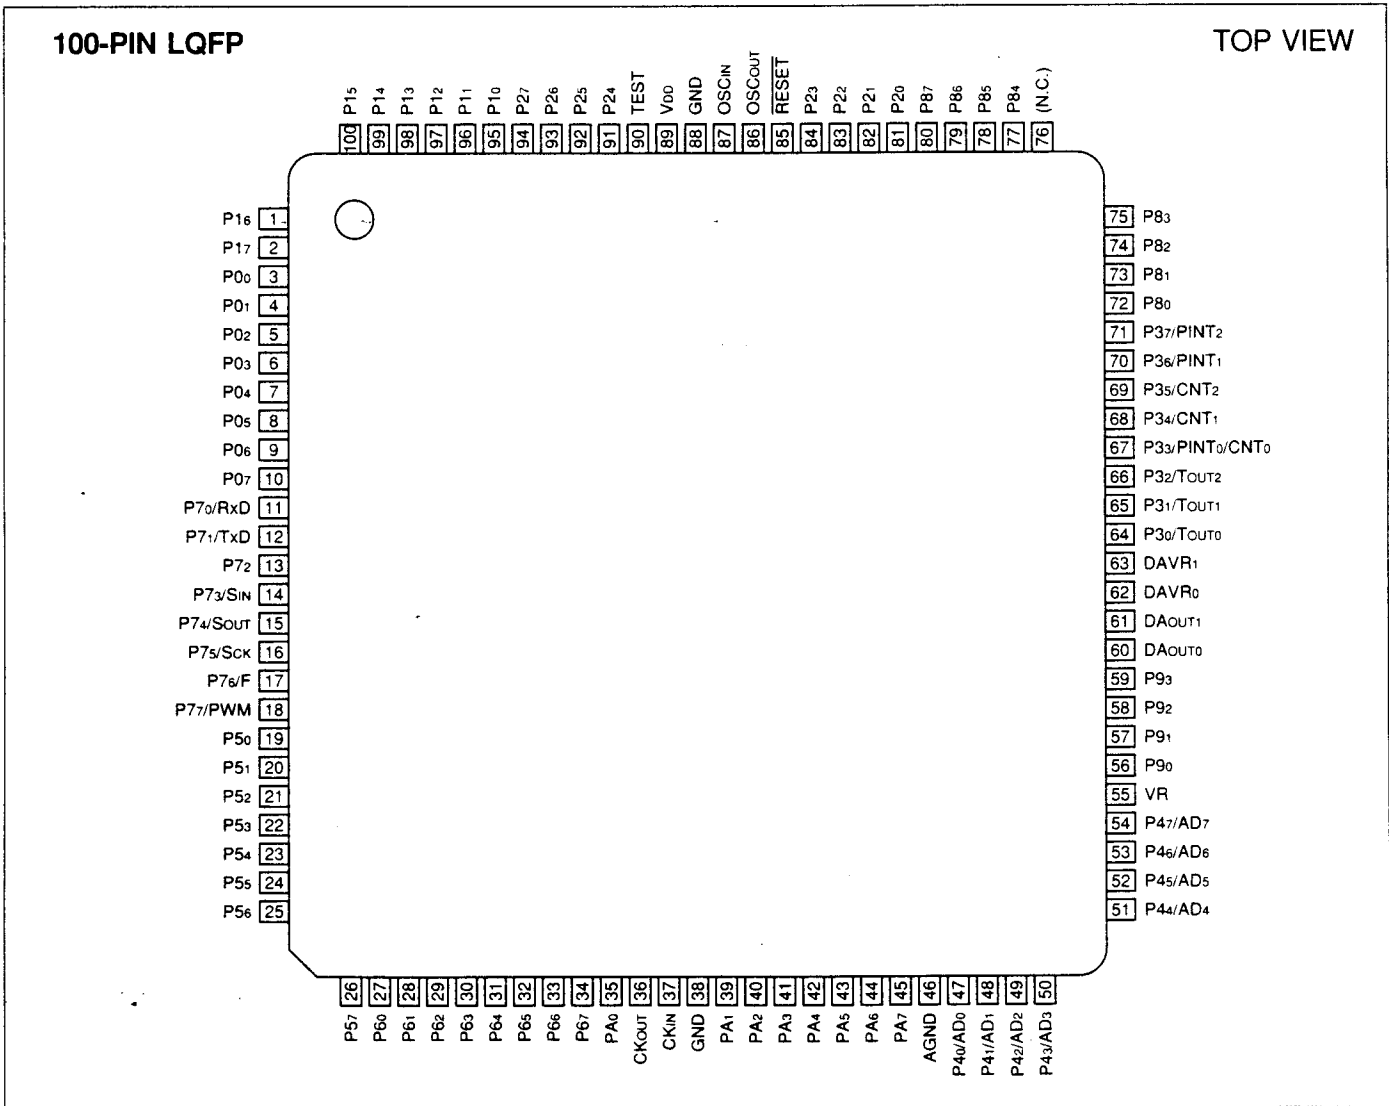 100-PIN LQFP
TOP VIEW
P15 P14 P13 P12 P11 P10 P27 P26 P25 P24 TEST VDD GND OSCIN OSCOUT RESET P23 P22 P21 P20 P87 P86 P85 P84 (N.C.)
100 99 98 97 96 95 94 93 92 91 90 89 88 87 86 85 84 83 82 81 80 79 78 77 76
P16 1
P17 2
P00 3
P01 4
P02 5
P03 6
P04 7
P05 8
P06 9
P07 10
P70/RxD 11
P71/TxD 12
P72 13
P73/SIN 14
P74/SOUT 15
P75/SCK 16
P76/F 17
P77/PWM 18
P50 19
P51 20
P52 21
P53 22
P54 23
P55 24
P56 25
75 P83
74 P82
73 P81
72 P80
71 P37/PINT2
70 P36/PINT1
69 P35/CNT2
68 P34/CNT1
67 P33/PINT0/CNT0
66 P32/TOUT2
65 P31/TOUT1
64 P30/TOUT0
63 DAVR1
62 DAVR0
61 DAOUT1
60 DAOUT0
59 P93
58 P92
57 P91
56 P90
55 VR
54 P47/AD7
53 P46/AD6
52 P45/AD5
51 P44/AD4
26 27 28 29 30 31 32 33 34 35 36 37 38 39 40 41 42 43 44 45 46 47 48 49 50
P57 P60 P61 P62 P63 P64 P65 P66 P67 PA0 CKOUT CKIN GND PA1 PA2 PA3 PA4 PA5 PA6 PA7 AGND P40/AD0 P41/AD1 P42/AD2 P43/AD3